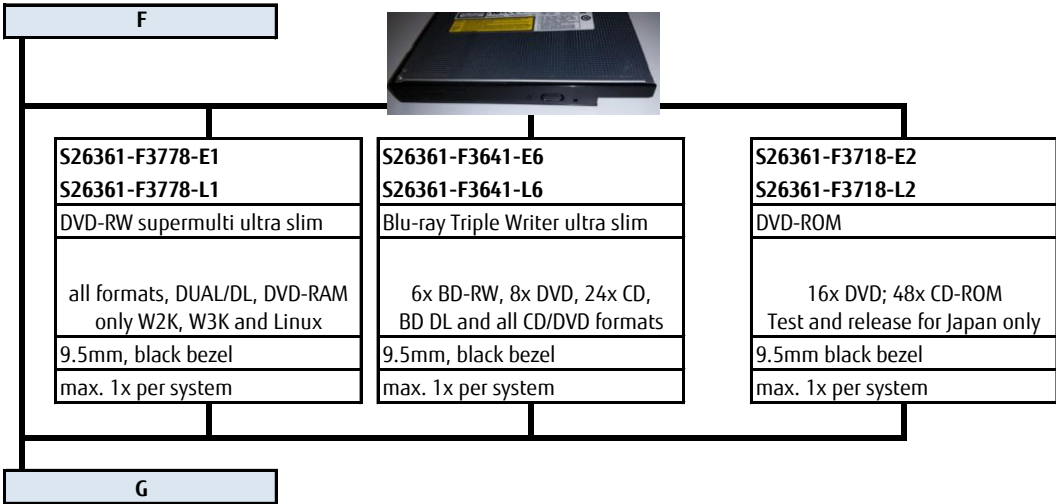 F
S26361-F3778-E1
S26361-F3778-L1
DVD-RW supermulti ultra slim
all formats, DUAL/DL, DVD-RAM
only W2K, W3K and Linux
9.5mm, black bezel
max. 1x per system
S26361-F3641-E6
S26361-F3641-L6
Blu-ray Triple Writer ultra slim
6x BD-RW, 8x DVD, 24x CD,
BD DL and all CD/DVD formats
9.5mm, black bezel
max. 1x per system
S26361-F3718-E2
S26361-F3718-L2
DVD-ROM
16x DVD; 48x CD-ROM
Test and release for Japan only
9.5mm black bezel
max. 1x per system
G